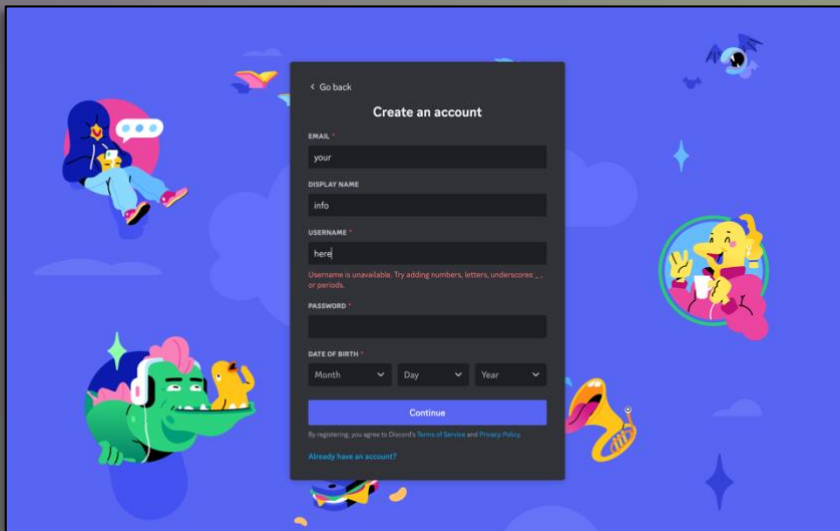 Go back
Create an account
EMAIL *
your
DISPLAY NAME
info
USERNAME *
here
Username is unavailable. Try adding numbers, letters, underscores _ ,
or periods.
PASSWORD *
DATE OF BIRTH *
Month Day Year
Continue
By registering, you agree to Discord's Terms of Service and Privacy Policy.
Already have an account?